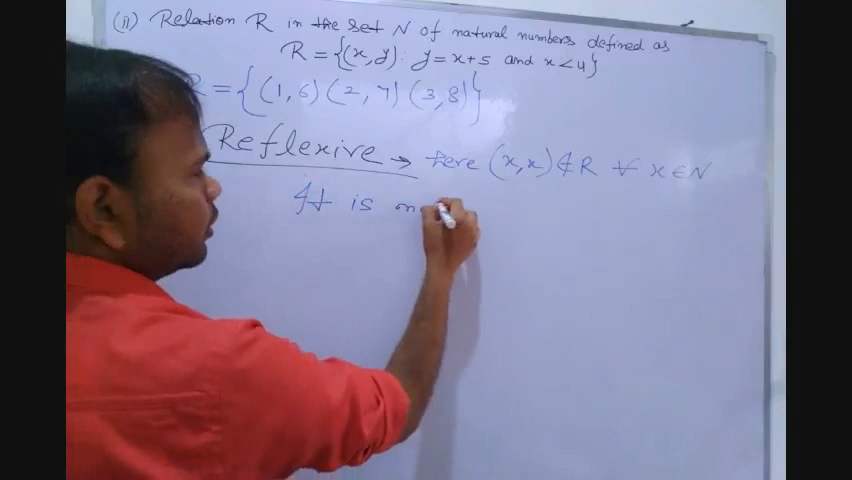 (ii) Relation R in the set N of natural numbers defined as
R = {(x, y): y = x+5 and x < 4}
R = { (1, 6) (2, 7) (3, 8) }
Reflexive → here (x, x) ∉ R ∀ x ∈ N
It is